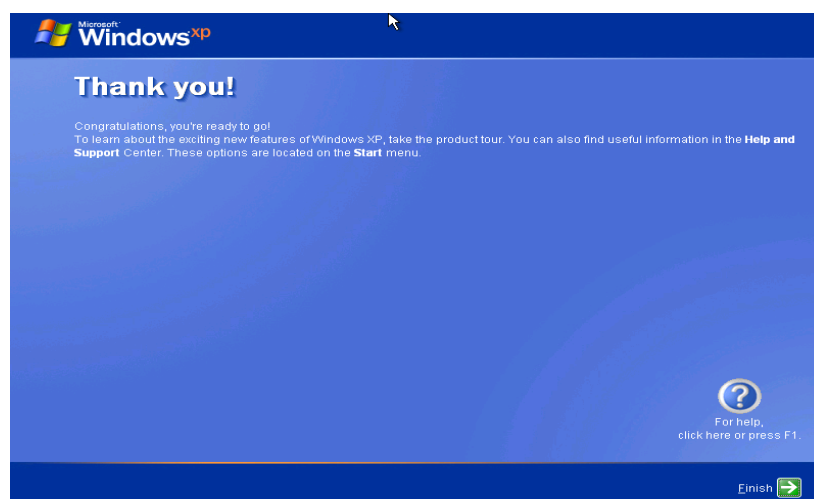 Microsoft
Windows xp
Thank you!
Congratulations, you're ready to go!
To learn about the exciting new features of Windows XP, take the product tour. You can also find useful information in the Help and
Support Center. These options are located on the Start menu.
?
For help,
click here or press F1.
Finish